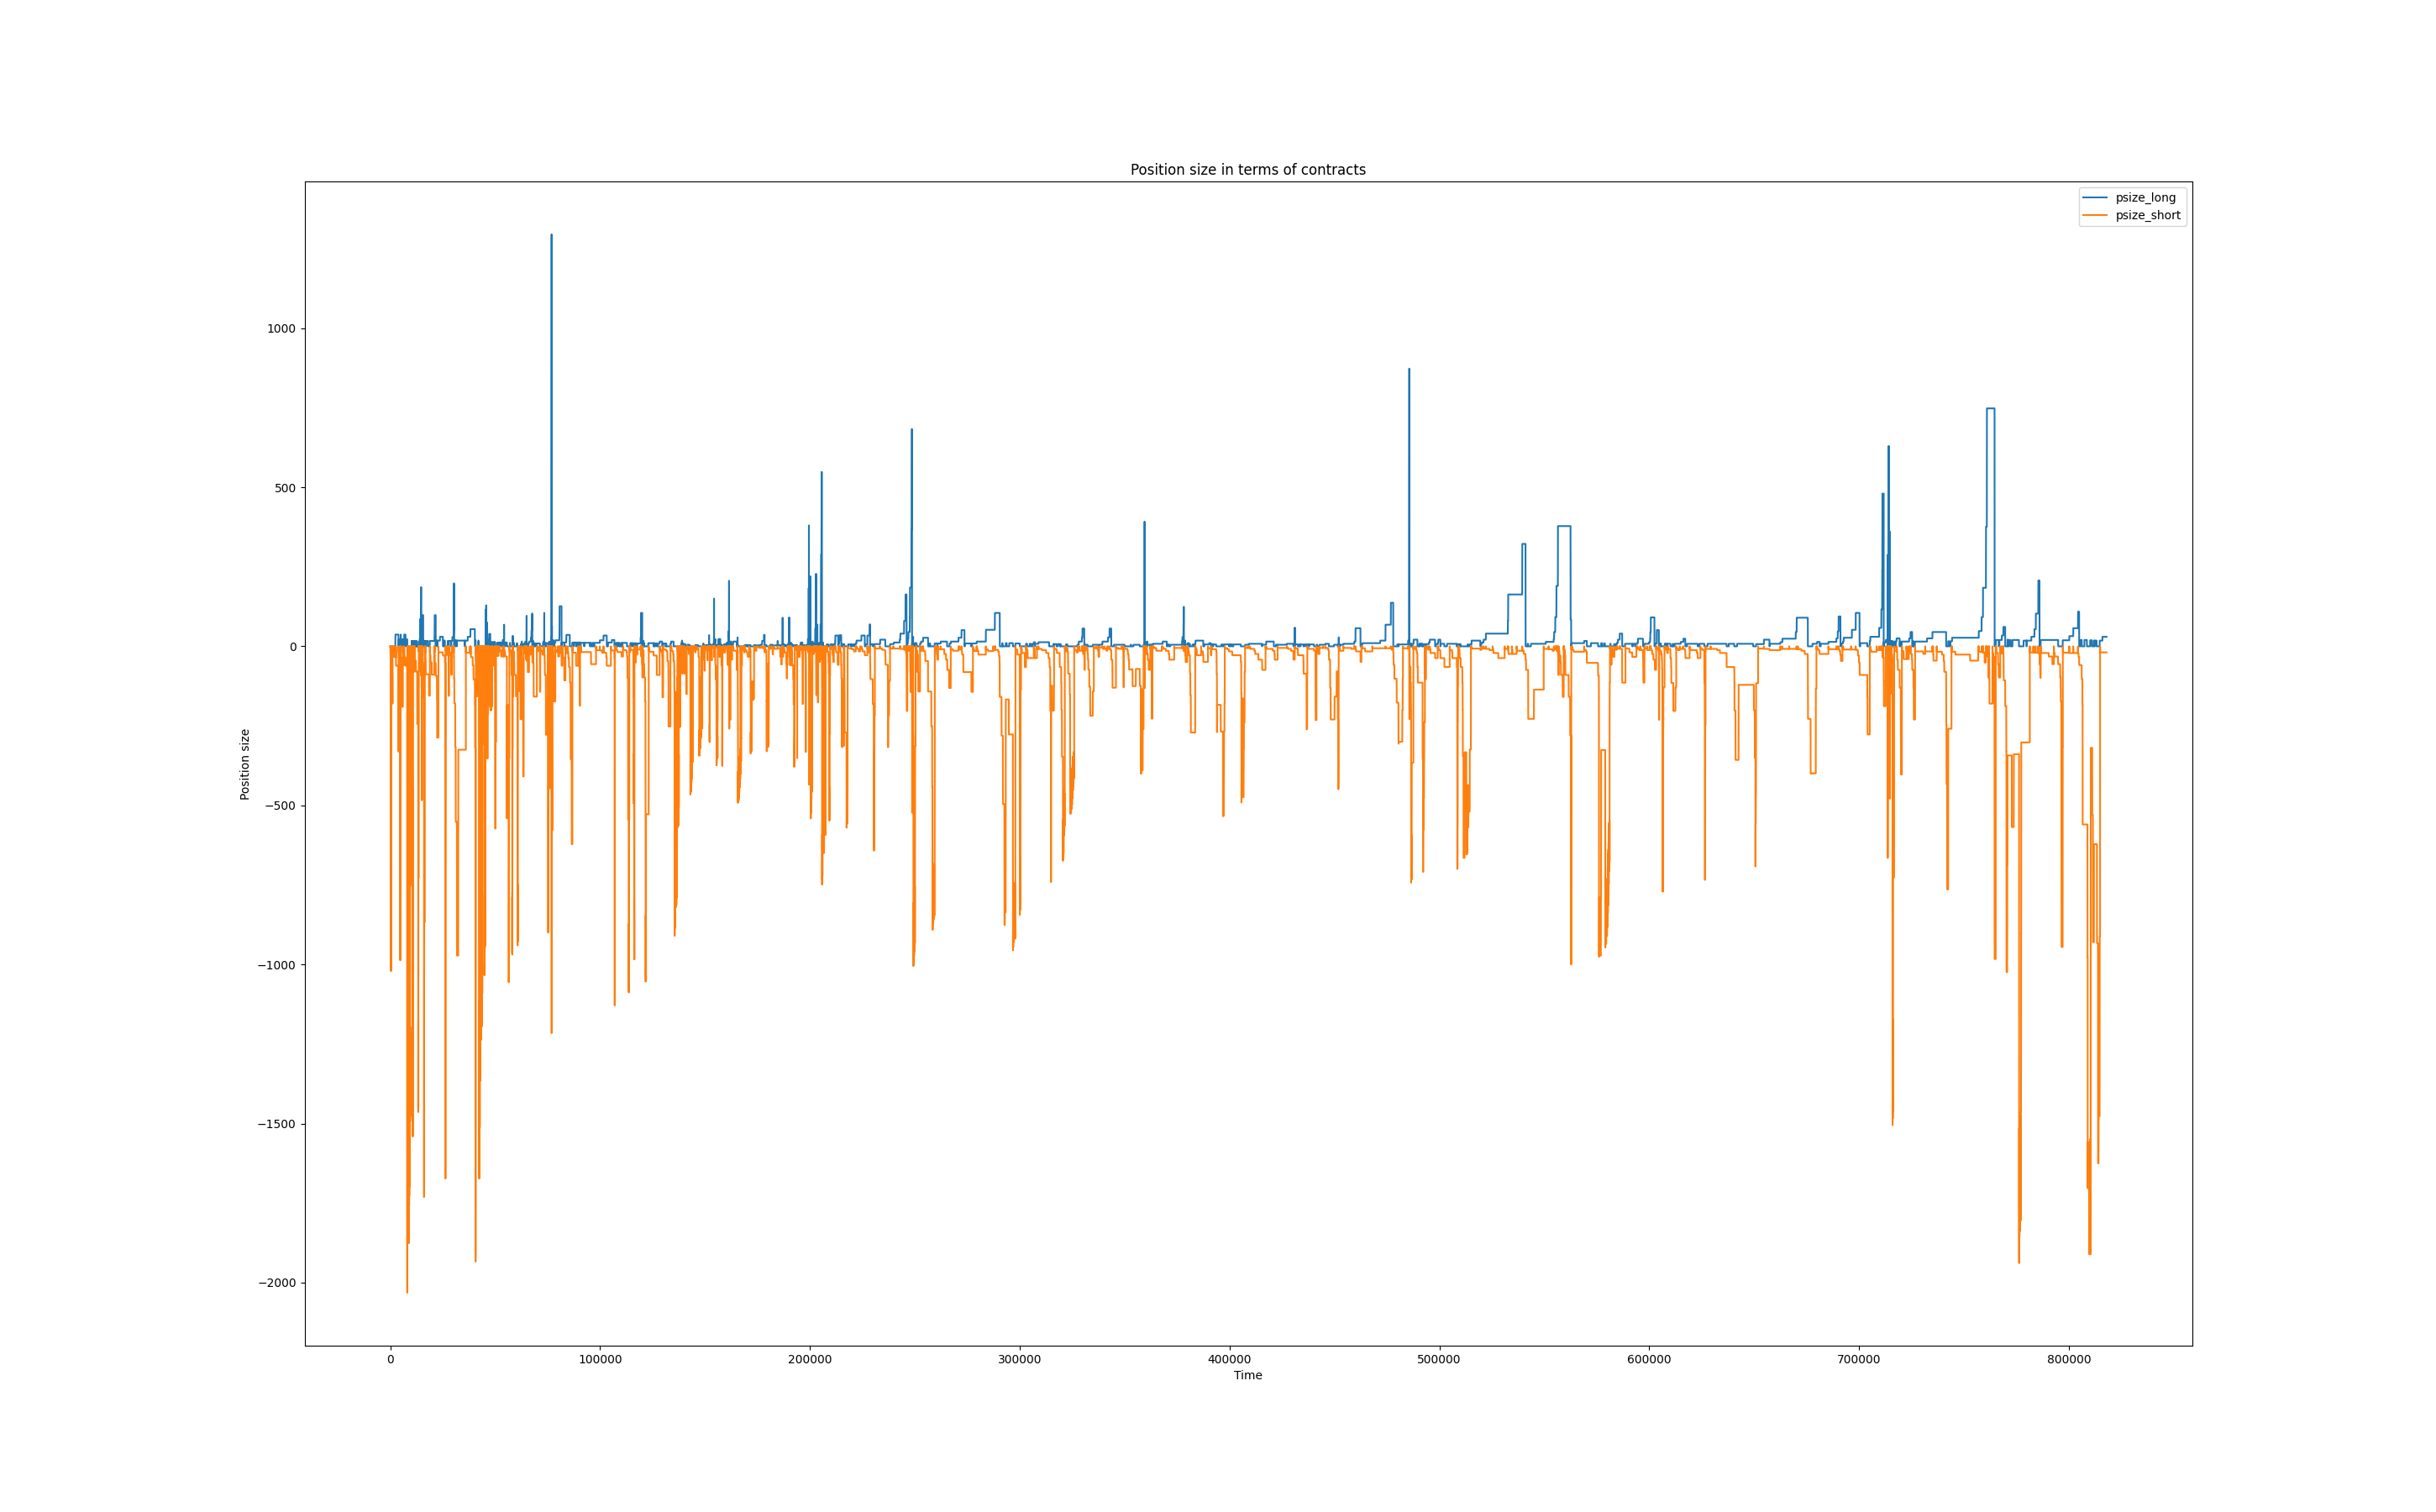 Position size in terms of contracts
psize_long
psize_short
1000
500
0
−500
−1000
−1500
−2000
Position size
0 100000 200000 300000 400000 500000 600000 700000 800000
Time